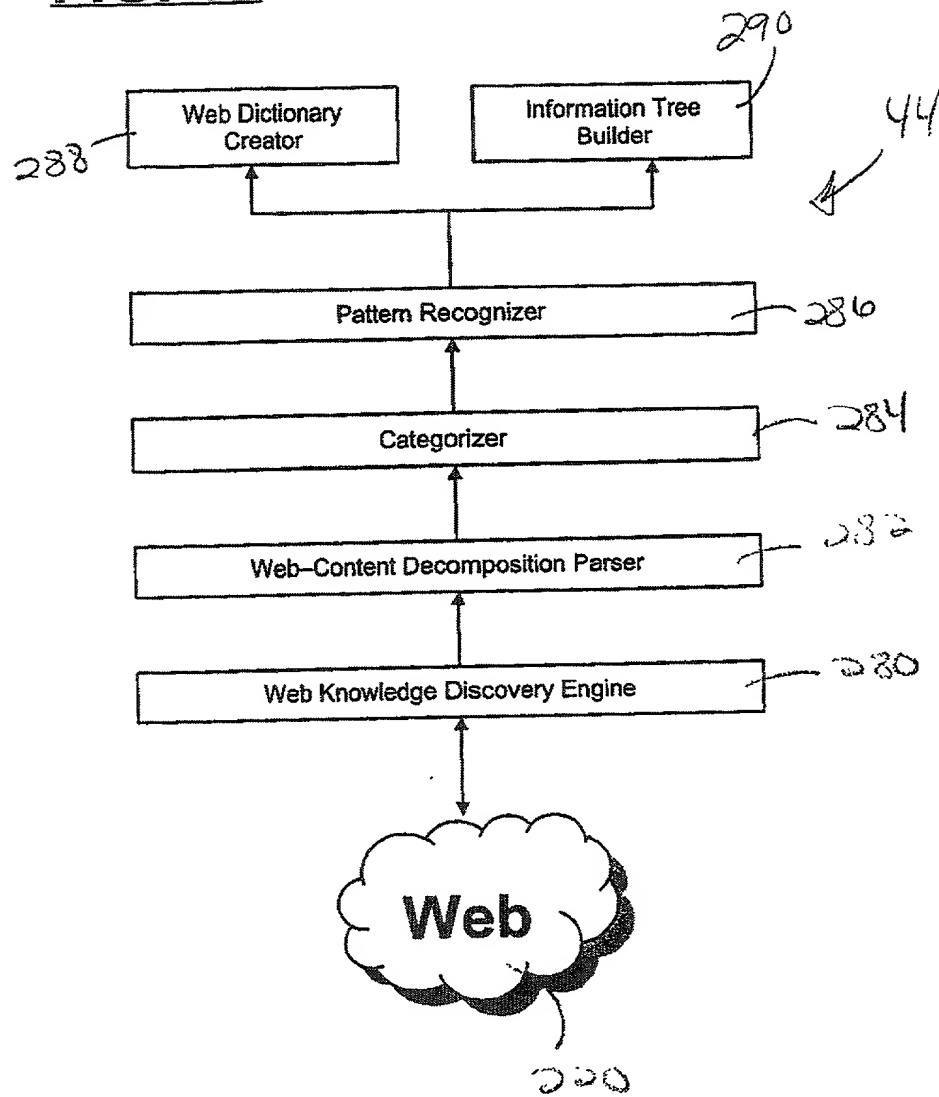 290
Web Dictionary
Creator
Information Tree
Builder
44
288
Pattern Recognizer
286
Categorizer
284
Web–Content Decomposition Parser
282
Web Knowledge Discovery Engine
280
Web
220